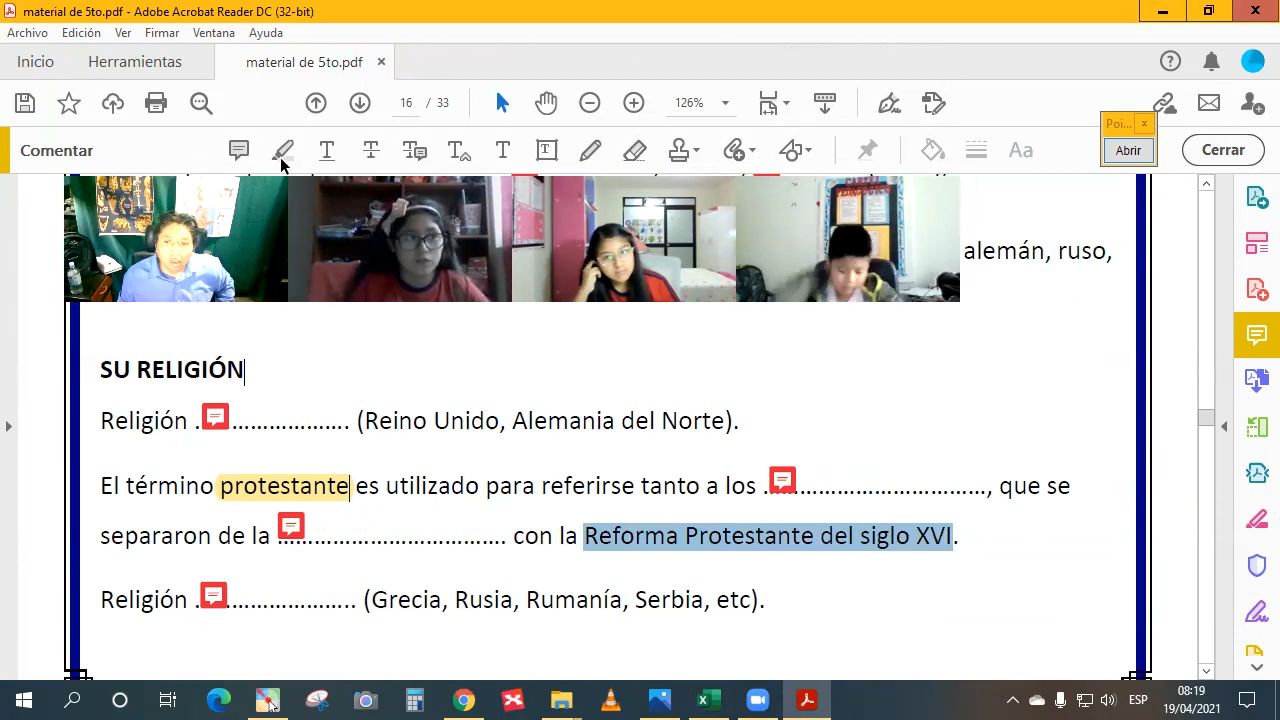 material de 5to.pdf - Adobe Acrobat Reader DC (32-bit)
Archivo Edición Ver Firmar Ventana Ayuda
Inicio Herramientas material de 5to.pdf
16 / 33 126%
Poi...
Comentar Abrir Cerrar
alemán, ruso,
SU RELIGIÓN
Religión .………………. (Reino Unido, Alemania del Norte).
El término protestante es utilizado para referirse tanto a los …………………………, que se
separaron de la ……………………………. con la Reforma Protestante del siglo XVI.
Religión .……………….. (Grecia, Rusia, Rumanía, Serbia, etc).
ESP 08:19
19/04/2021